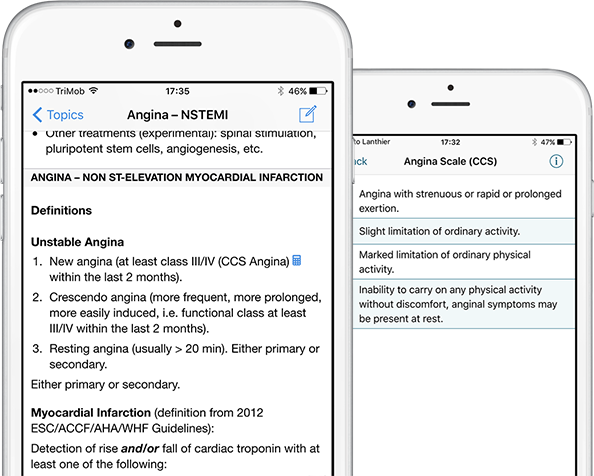 ●●○○○ TriMob 17:35 46%
Topics Angina – NSTEMI
• Other treatments (experimental): spinal stimulation,
pluripotent stem cells, angiogenesis, etc.
ANGINA – NON ST-ELEVATION MYOCARDIAL INFARCTION
Definitions
Unstable Angina
1. New angina (at least class III/IV (CCS Angina)
within the last 2 months).
2. Crescendo angina (more frequent, more prolonged,
more easily induced, i.e. functional class at least
III/IV within the last 2 months).
3. Resting angina (usually > 20 min). Either primary or
secondary.
Either primary or secondary.
Myocardial Infarction (definition from 2012
ESC/ACCF/AHA/WHF Guidelines):
Detection of rise and/or fall of cardiac troponin with at
least one of the following:
to Lanthier 17:32 47%
ack Angina Scale (CCS)
Angina with strenuous or rapid or prolonged
exertion.
Slight limitation of ordinary activity.
Marked limitation of ordinary physical
activity.
Inability to carry on any physical activity
without discomfort, anginal symptoms may
be present at rest.